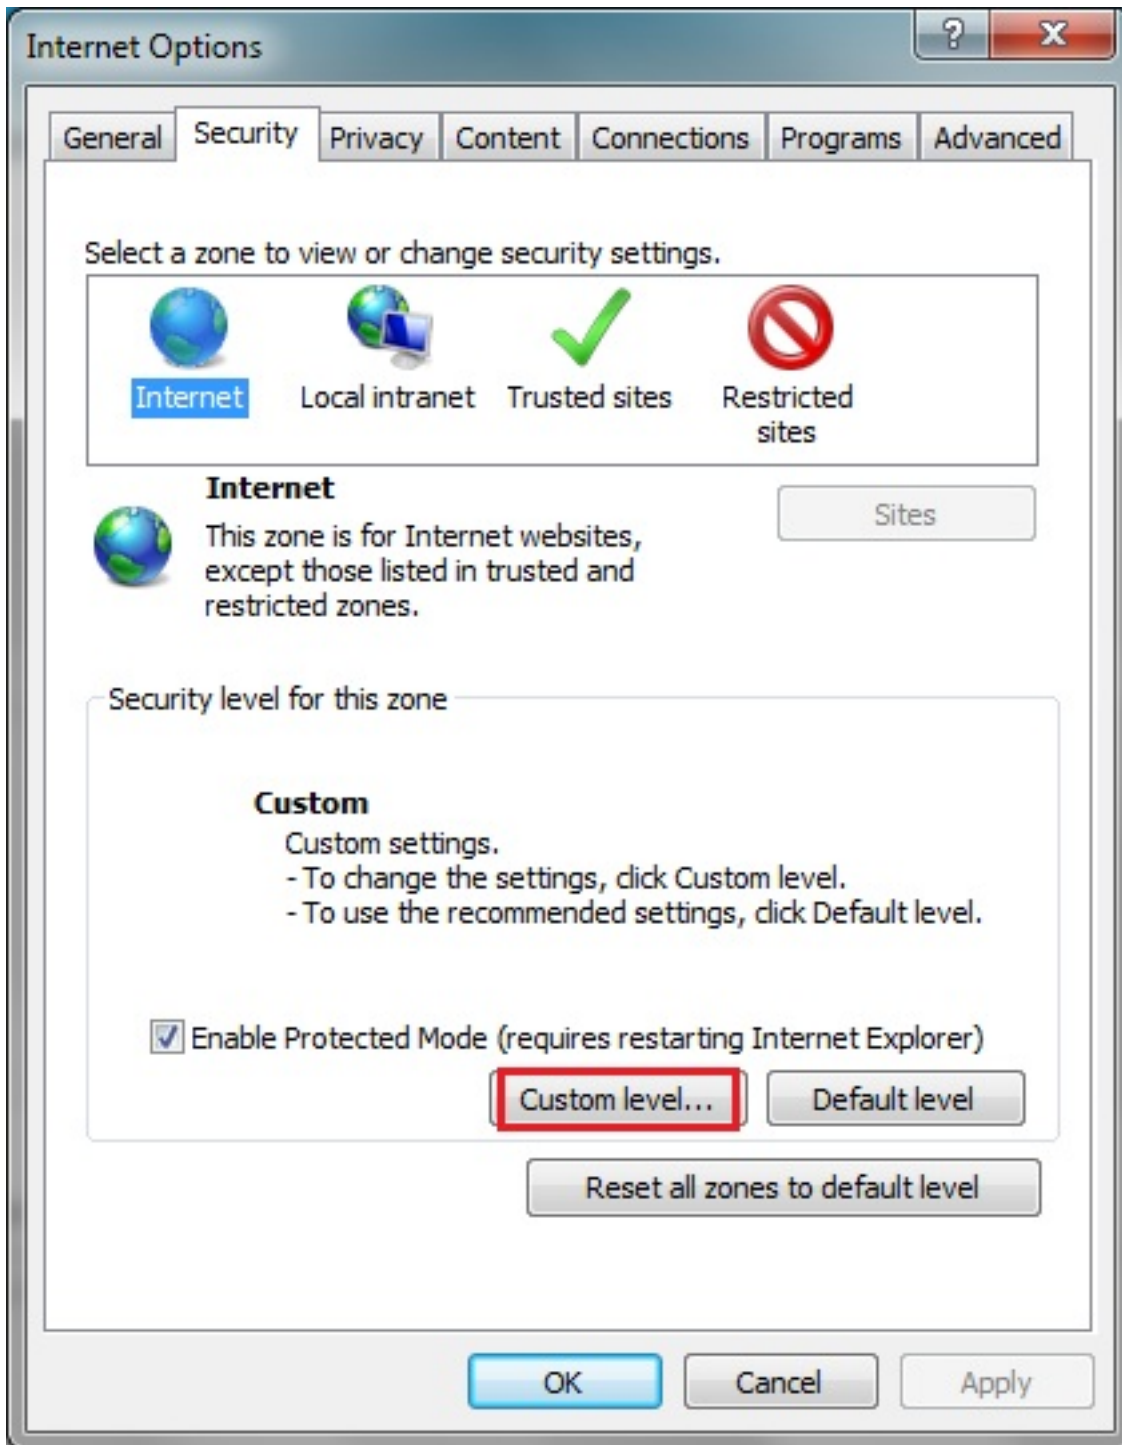 Internet Options
?
X
General Security Privacy Content Connections Programs Advanced
Select a zone to view or change security settings.
Internet Local intranet Trusted sites Restricted
sites
Internet
Sites
This zone is for Internet websites,
except those listed in trusted and
restricted zones.
Security level for this zone
Custom
Custom settings.
- To change the settings, click Custom level.
- To use the recommended settings, click Default level.
Enable Protected Mode (requires restarting Internet Explorer)
Custom level... Default level
Reset all zones to default level
OK Cancel Apply